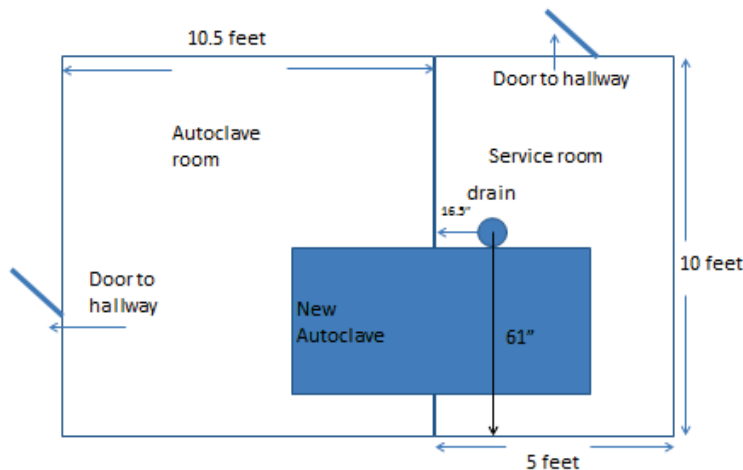 10.5 feet
Door to hallway
Autoclave
room
Service room
drain
16.5"
10 feet
Door to
hallway
New
Autoclave
61"
5 feet